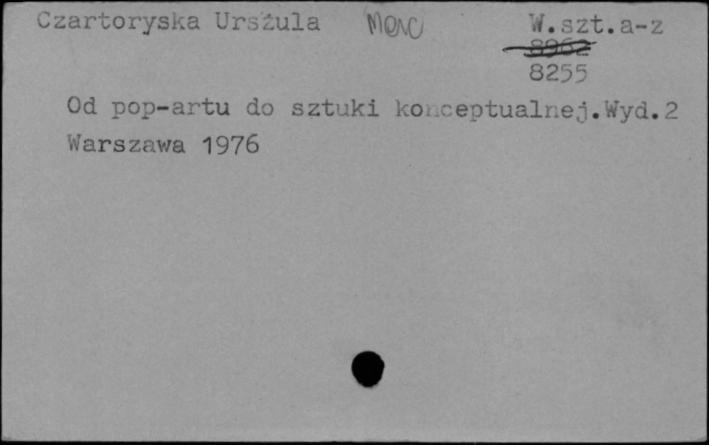 Czartoryska Urszula
W.szt.a-z
8962
8255
Od pop-artu do sztuki konceptualnej.Wyd.2
Warszawa 1976